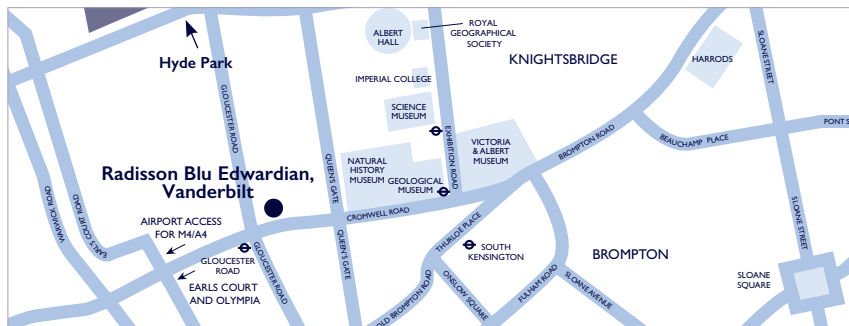 Hyde Park
ALBERT
HALL
ROYAL
GEOGRAPHICAL
SOCIETY
KNIGHTSBRIDGE
HARRODS
SLOANE STREET
IMPERIAL COLLEGE
SCIENCE
MUSEUM
GLOUCESTER ROAD
EXHIBITION ROAD
VICTORIA
& ALBERT
MUSEUM
BROMPTON ROAD
BEAUCHAMP PLACE
PONT S
NATURAL
HISTORY
MUSEUM
GEOLOGICAL
MUSEUM
QUEEN'S GATE
Radisson Blu Edwardian,
Vanderbilt
CROMWELL ROAD
WARWICK ROAD
EARL'S COURT ROAD
AIRPORT ACCESS
FOR M4/A4
GLOUCESTER
ROAD
EARLS COURT
AND OLYMPIA
GLOUCESTER ROAD
QUEEN'S GATE
THURLOE PLACE
SOUTH
KENSINGTON
BROMPTON
SLOANE STREET
SLOANE
SQUARE
OLD BROMPTON ROAD
ONSLOW SQUARE
FULHAM ROAD
SLOANE AVENUE